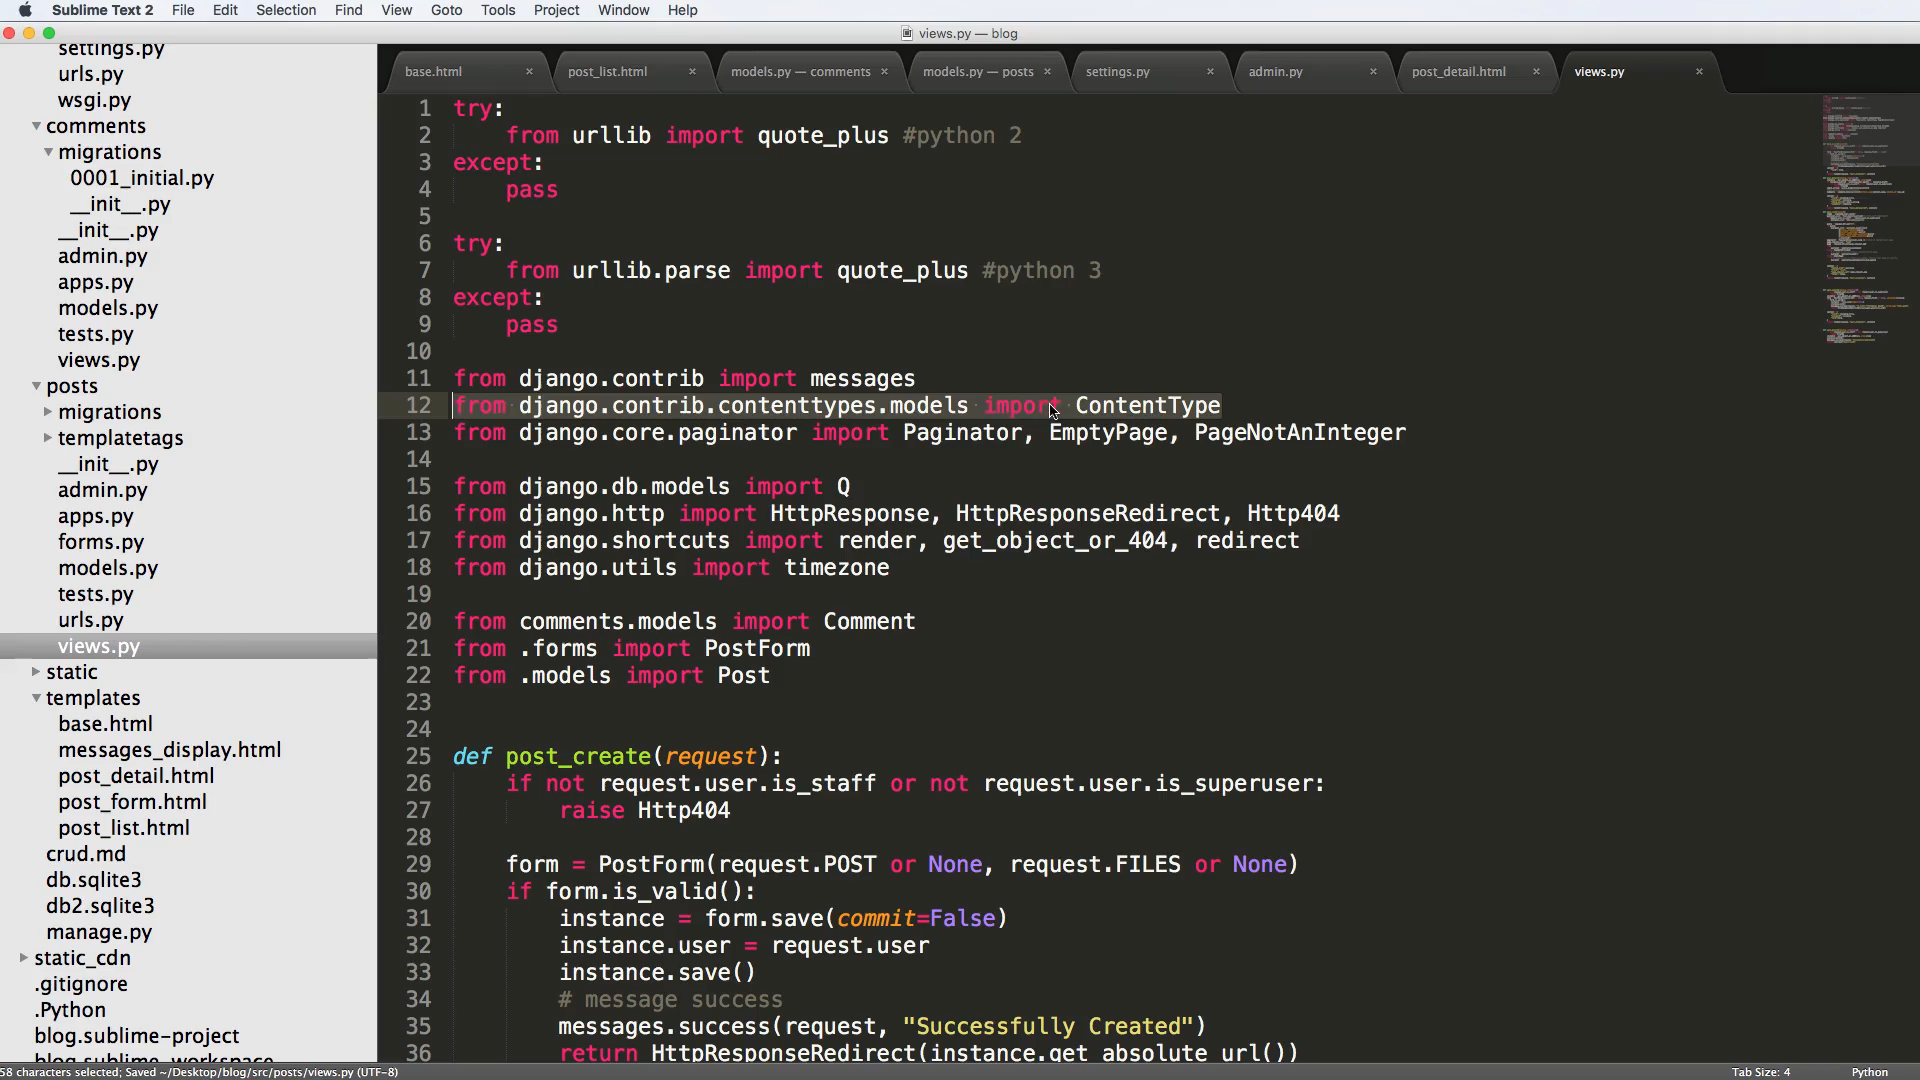 Sublime Text 2 File Edit Selection Find View Goto Tools Project Window Help
views.py — blog
settings.py
urls.py
wsgi.py
comments
migrations
0001_initial.py
__init__.py
__init__.py
admin.py
apps.py
models.py
tests.py
views.py
posts
migrations
templatetags
__init__.py
admin.py
apps.py
forms.py
models.py
tests.py
urls.py
views.py
static
templates
base.html
messages_display.html
post_detail.html
post_form.html
post_list.html
crud.md
db.sqlite3
db2.sqlite3
manage.py
static_cdn
.gitignore
.Python
blog.sublime-project
blog.sublime_workspace
base.html × post_list.html × models.py — comments × models.py — posts × settings.py × admin.py × post_detail.html × views.py ×
1 try:
2     from urllib import quote_plus #python 2
3 except:
4     pass
5
6 try:
7     from urllib.parse import quote_plus #python 3
8 except:
9     pass
10
11 from django.contrib import messages
12 from django.contrib.contenttypes.models import ContentType
13 from django.core.paginator import Paginator, EmptyPage, PageNotAnInteger
14
15 from django.db.models import Q
16 from django.http import HttpResponse, HttpResponseRedirect, Http404
17 from django.shortcuts import render, get_object_or_404, redirect
18 from django.utils import timezone
19
20 from comments.models import Comment
21 from .forms import PostForm
22 from .models import Post
23
24
25 def post_create(request):
26     if not request.user.is_staff or not request.user.is_superuser:
27         raise Http404
28
29     form = PostForm(request.POST or None, request.FILES or None)
30     if form.is_valid():
31         instance = form.save(commit=False)
32         instance.user = request.user
33         instance.save()
34         # message success
35         messages.success(request, "Successfully Created")
36         return HttpResponseRedirect(instance.get_absolute_url())
58 characters selected; Saved ~/Desktop/blog/src/posts/views.py (UTF-8)
Tab Size: 4 Python